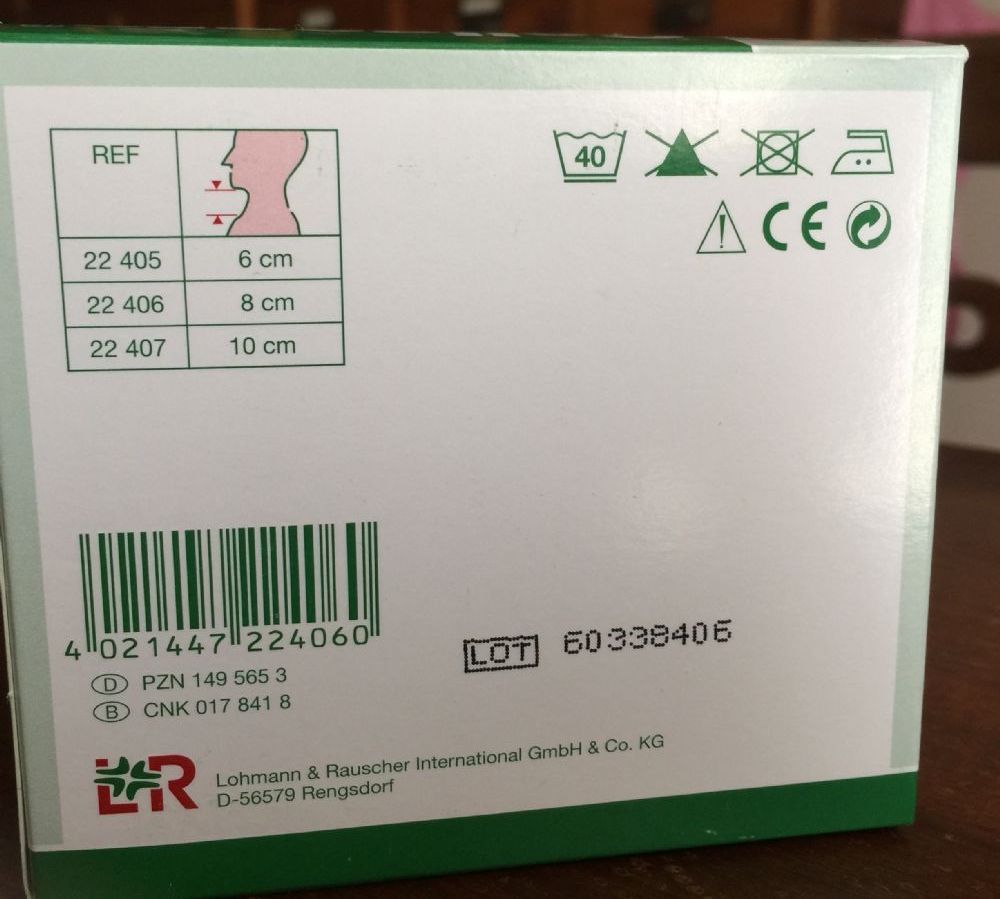 REF
22 405 6 cm
22 406 8 cm
22 407 10 cm
40
CE
4 021447 224060
LOT 60338406
D PZN 149 565 3
B CNK 017 841 8
L&R
Lohmann & Rauscher International GmbH & Co. KG
D-56579 Rengsdorf